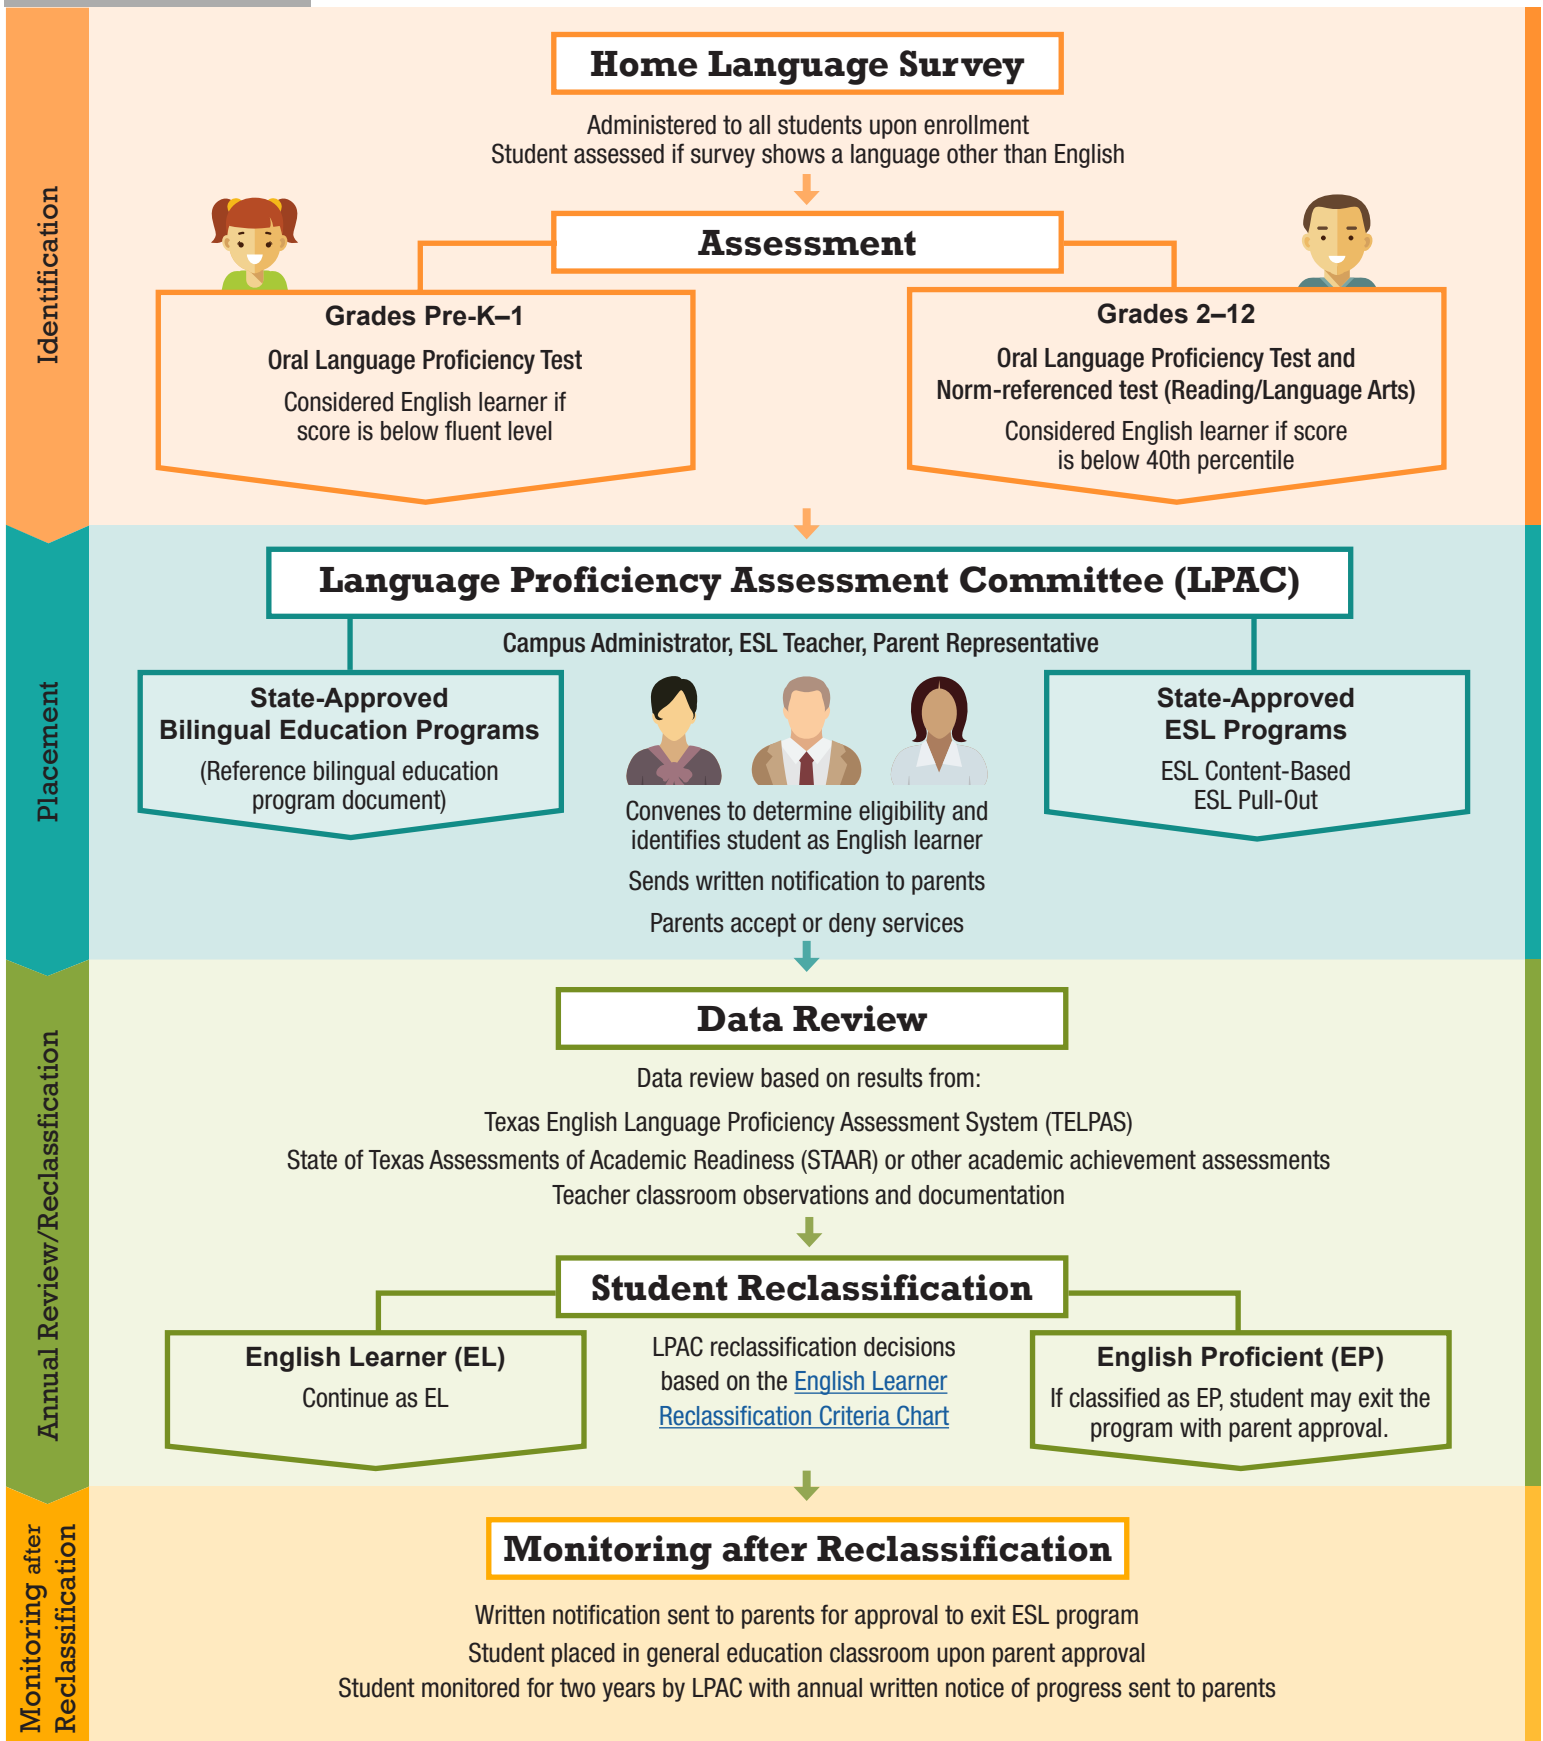 Identification
Home Language Survey
Administered to all students upon enrollment
Student assessed if survey shows a language other than English
Assessment
Grades Pre-K–1
Oral Language Proficiency Test
Considered English learner if
score is below fluent level
Grades 2–12
Oral Language Proficiency Test and
Norm-referenced test (Reading/Language Arts)
Considered English learner if score
is below 40th percentile
Placement
Language Proficiency Assessment Committee (LPAC)
Campus Administrator, ESL Teacher, Parent Representative
State-Approved
Bilingual Education Programs
(Reference bilingual education
program document)
Convenes to determine eligibility and
identifies student as English learner
Sends written notification to parents
Parents accept or deny services
State-Approved
ESL Programs
ESL Content-Based
ESL Pull-Out
Annual Review/Reclassfication
Data Review
Data review based on results from:
Texas English Language Proficiency Assessment System (TELPAS)
State of Texas Assessments of Academic Readiness (STAAR) or other academic achievement assessments
Teacher classroom observations and documentation
Student Reclassification
English Learner (EL)
Continue as EL
LPAC reclassification decisions
based on the English Learner
Reclassification Criteria Chart
English Proficient (EP)
If classified as EP, student may exit the
program with parent approval.
Monitoring after
Reclassification
Monitoring after Reclassification
Written notification sent to parents for approval to exit ESL program
Student placed in general education classroom upon parent approval
Student monitored for two years by LPAC with annual written notice of progress sent to parents